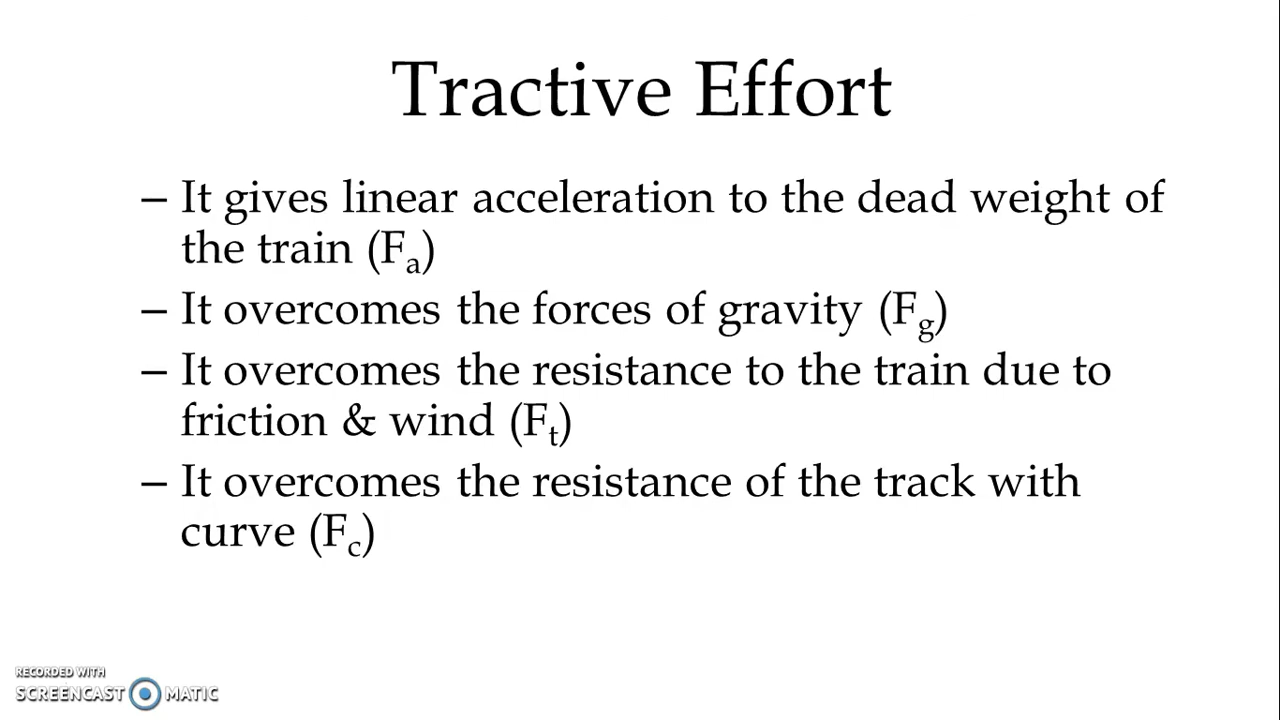 Tractive Effort
– It gives linear acceleration to the dead weight of
the train (Fa)
– It overcomes the forces of gravity (Fg)
– It overcomes the resistance to the train due to
friction & wind (Ft)
– It overcomes the resistance of the track with
curve (Fc)
RECORDED WITH
SCREENCAST MATIC